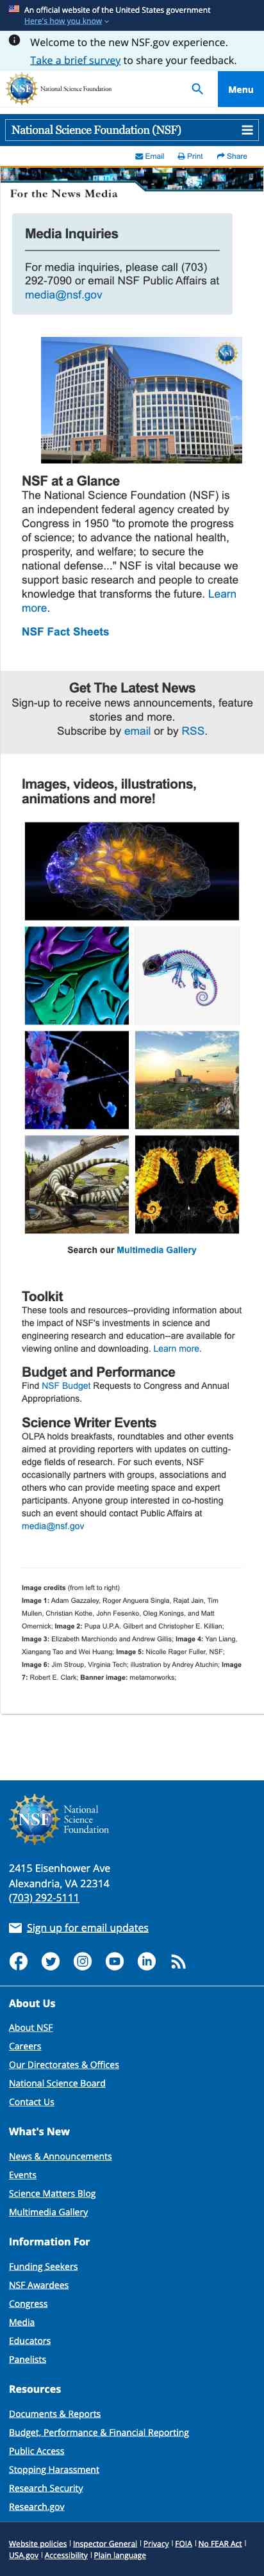 An official website of the United States government
Here's how you know
Welcome to the new NSF.gov experience.
Take a brief survey to share your feedback.
NSF
National Science Foundation
Menu
National Science Foundation (NSF)
Email
Print
Share
For the News Media
Media Inquiries
For media inquiries, please call (703)
292-7090 or email NSF Public Affairs at
media@nsf.gov
NSF at a Glance
The National Science Foundation (NSF) is
an independent federal agency created by
Congress in 1950 "to promote the progress
of science; to advance the national health,
prosperity, and welfare; to secure the
national defense..." NSF is vital because we
support basic research and people to create
knowledge that transforms the future. Learn
more.
NSF Fact Sheets
Get The Latest News
Sign-up to receive news announcements, feature
stories and more.
Subscribe by email or by RSS.
Images, videos, illustrations,
animations and more!
Search our Multimedia Gallery
Toolkit
These tools and resources--providing information about
the impact of NSF's investments in science and
engineering research and education--are available for
viewing online and downloading. Learn more.
Budget and Performance
Find NSF Budget Requests to Congress and Annual
Appropriations.
Science Writer Events
OLPA holds breakfasts, roundtables and other events
aimed at providing reporters with updates on cutting-
edge fields of research. For such events, NSF
occasionally partners with groups, associations and
others who can provide meeting space and expert
participants. Anyone group interested in co-hosting
such an event should contact Public Affairs at
media@nsf.gov
Image credits (from left to right)
Image 1: Adam Gazzaley, Roger Anguera Singla, Rajat Jain, Tim
Mullen, Christian Kothe, John Fesenko, Oleg Konings, and Matt
Omernick; Image 2: Pupa U.P.A. Gilbert and Christopher E. Killian;
Image 3: Elizabeth Marchiondo and Andrew Gillis; Image 4: Yan Liang,
Xiangang Tao and Wei Huang; Image 5: Nicolle Rager Fuller, NSF;
Image 6: Jim Stroup, Virginia Tech; illustration by Andrey Atuchin; Image
7: Robert E. Clark; Banner image: metamorworks;
NSF
National
Science
Foundation
2415 Eisenhower Ave
Alexandria, VA 22314
(703) 292-5111
Sign up for email updates
About Us
About NSF
Careers
Our Directorates & Offices
National Science Board
Contact Us
What's New
News & Announcements
Events
Science Matters Blog
Multimedia Gallery
Information For
Funding Seekers
NSF Awardees
Congress
Media
Educators
Panelists
Resources
Documents & Reports
Budget, Performance & Financial Reporting
Public Access
Stopping Harassment
Research Security
Research.gov
Website policies | Inspector General | Privacy | FOIA | No FEAR Act |
USA.gov | Accessibility | Plain language